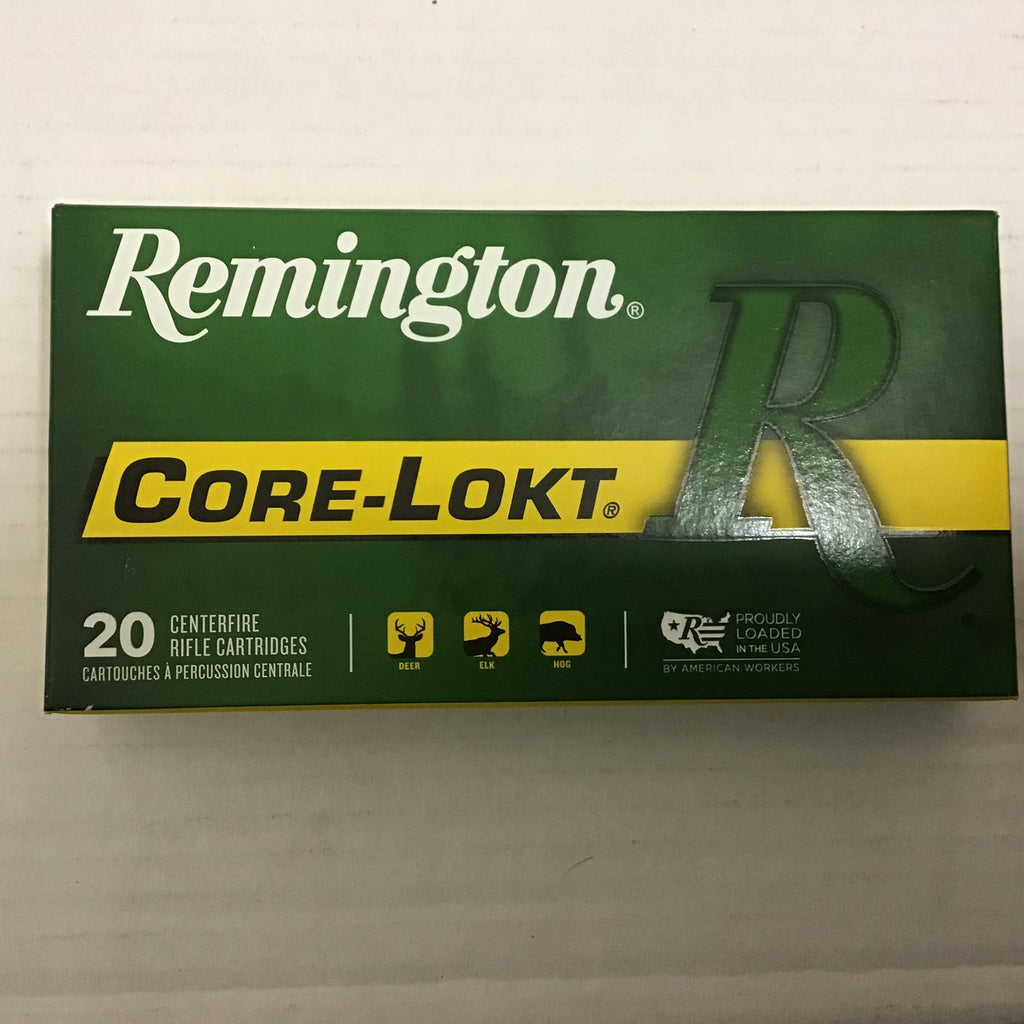 Remington®
R
CORE-LOKT®
20 CENTERFIRE
RIFLE CARTRIDGES
CARTOUCHES À PERCUSSION CENTRALE
DEER
ELK
HOG
R
PROUDLY
LOADED
IN THE USA
BY AMERICAN WORKERS
®